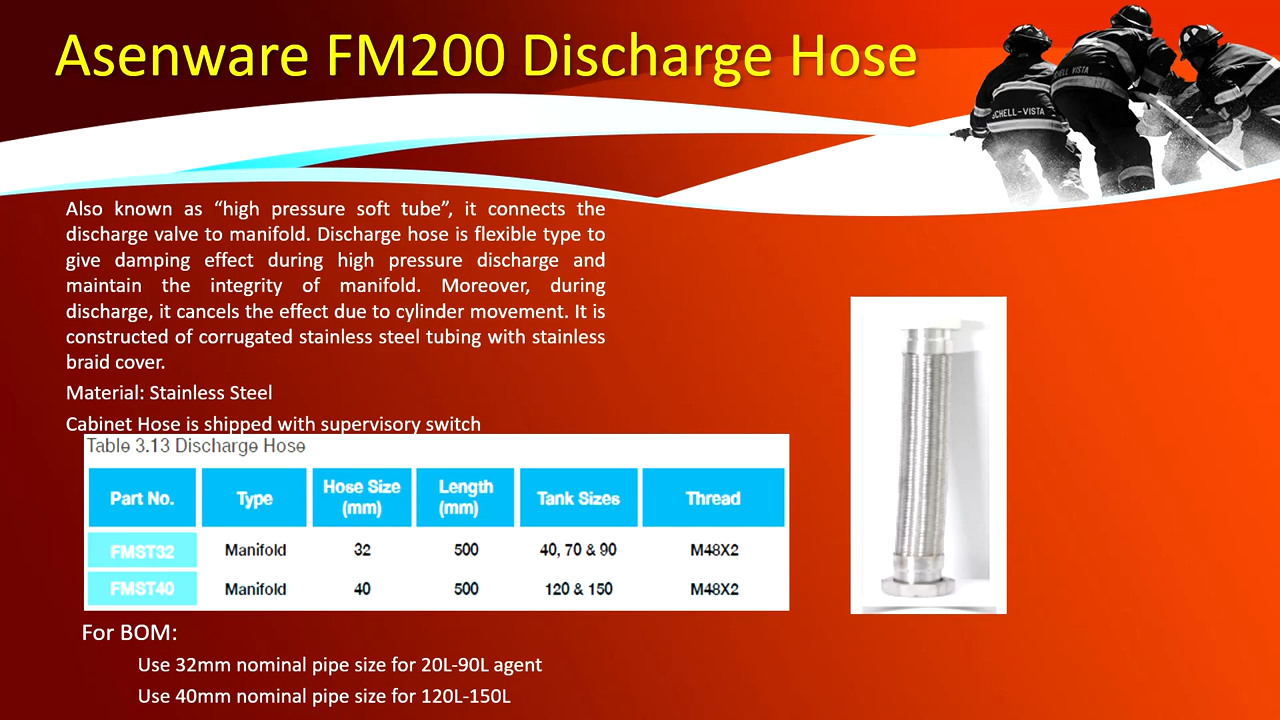 Asenware FM200 Discharge Hose
SCHELL VISTA
SCHELL-VISTA
Also known as “high pressure soft tube”, it connects the
discharge valve to manifold. Discharge hose is flexible type to
give damping effect during high pressure discharge and
maintain the integrity of manifold. Moreover, during
discharge, it cancels the effect due to cylinder movement. It is
constructed of corrugated stainless steel tubing with stainless
braid cover.
Material: Stainless Steel
Cabinet Hose is shipped with supervisory switch
Table 3.13 Discharge Hose
Part No. Type Hose Size (mm) Length (mm) Tank Sizes Thread
FMST32 Manifold 32 500 40, 70 & 90 M48X2
FMST40 Manifold 40 500 120 & 150 M48X2
For BOM:
Use 32mm nominal pipe size for 20L-90L agent
Use 40mm nominal pipe size for 120L-150L